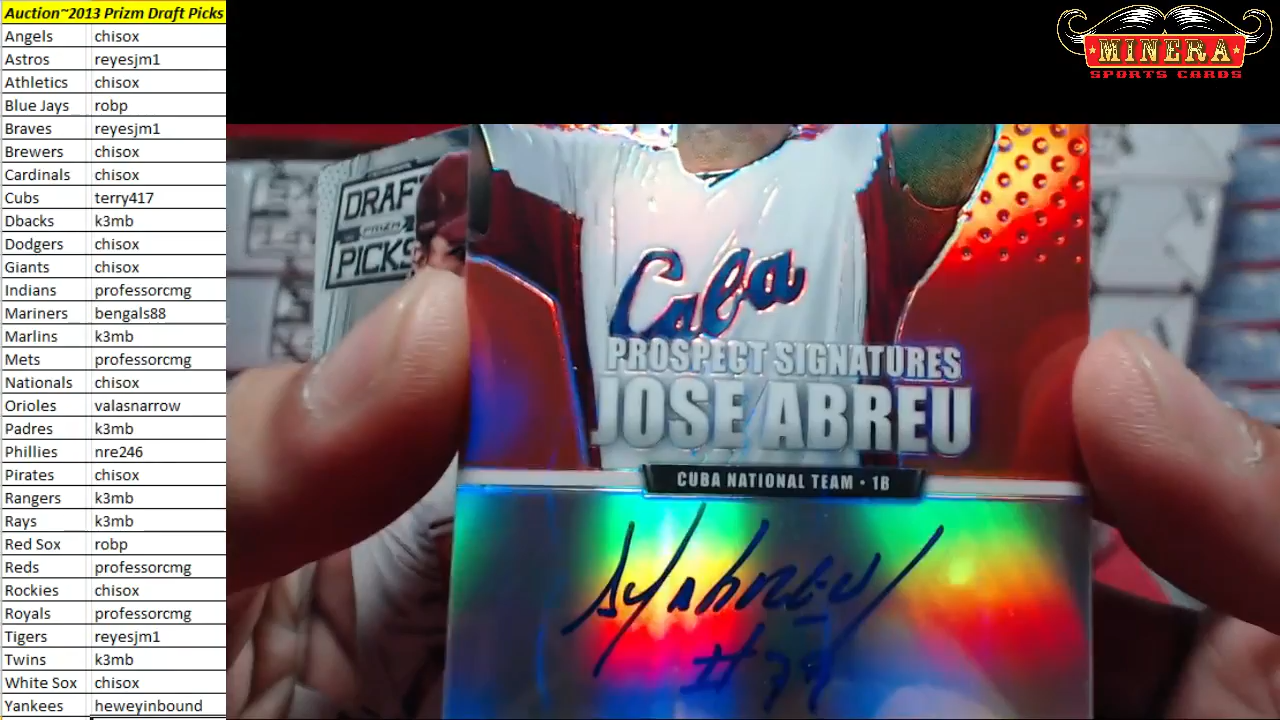 Auction~2013 Prizm Draft Picks
Angels chisox
Astros reyesjm1
Athletics chisox
Blue Jays robp
Braves reyesjm1
Brewers chisox
Cardinals chisox
Cubs terry417
Dbacks k3mb
Dodgers chisox
Giants chisox
Indians professorcmg
Mariners bengals88
Marlins k3mb
Mets professorcmg
Nationals chisox
Orioles valasnarrow
Padres k3mb
Phillies nre246
Pirates chisox
Rangers k3mb
Rays k3mb
Red Sox robp
Reds professorcmg
Rockies chisox
Royals professorcmg
Tigers reyesjm1
Twins k3mb
White Sox chisox
Yankees heweyinbound
MINERA
SPORTS CARDS
DRAFT
PRIZM
PICKS
Cuba
PROSPECT SIGNATURES
JOSE ABREU
CUBA NATIONAL TEAM • 1B
#79